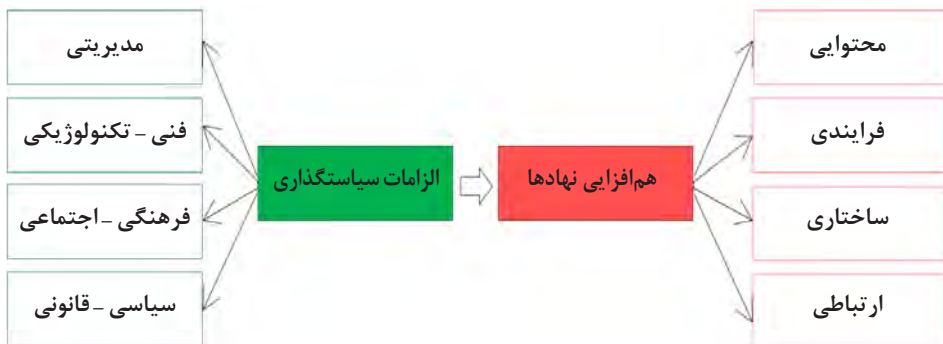 محتوایی
فرایندی
ساختاری
ارتباطی
هم‌افزایی نهادها
الزامات سیاستگذاری
مدیریتی
فنی - تکنولوژیکی
فرهنگی - اجتماعی
سیاسی - قانونی